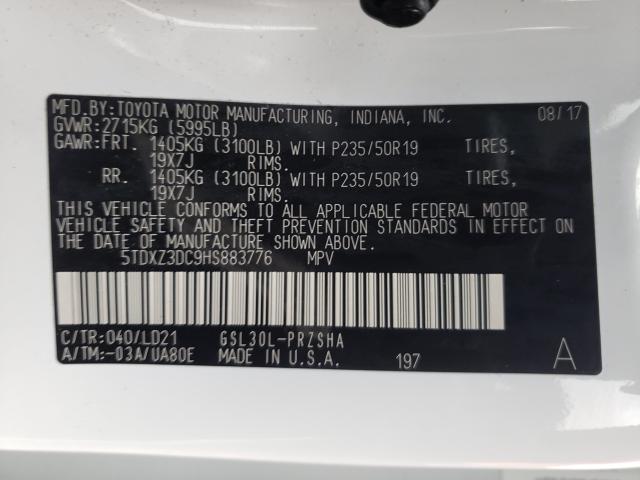 MFD.BY:TOYOTA MOTOR MANUFACTURING, INDIANA, INC. 08/17
GVWR:2715KG (5995LB)
GAWR:FRT. 1405KG (3100LB) WITH P235/50R19 TIRES,
19X7J RIMS.
RR. 1405KG (3100LB) WITH P235/50R19 TIRES,
19X7J RIMS.
THIS VEHICLE CONFORMS TO ALL APPLICABLE FEDERAL MOTOR
VEHICLE SAFETY AND THEFT PREVENTION STANDARDS IN EFFECT ON
THE DATE OF MANUFACTURE SHOWN ABOVE.
5TDXZ3DC9HS883776 MPV
C/TR:040/LD21 GSL30L-PRZSHA
A/TM:-03A/UA80E MADE IN U.S.A. 197 A